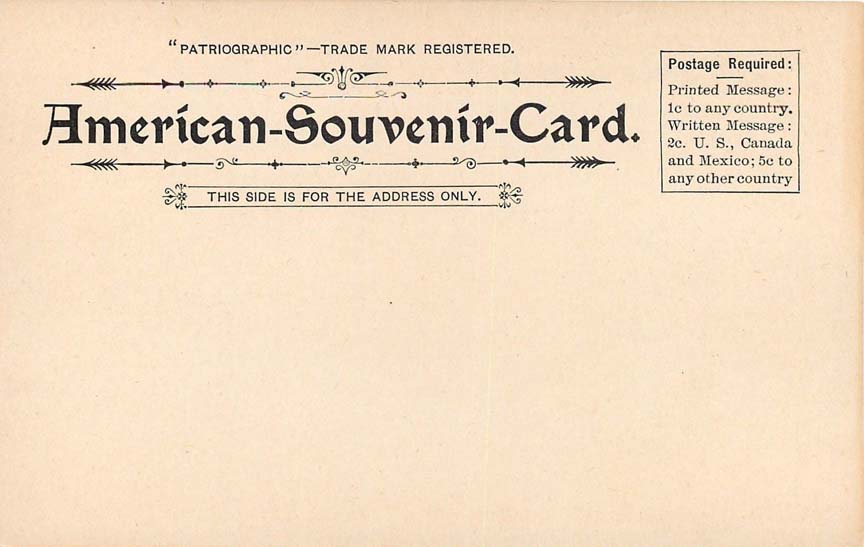 "PATRIOGRAPHIC"—TRADE MARK REGISTERED.
American-Souvenir-Card.
THIS SIDE IS FOR THE ADDRESS ONLY.
Postage Required:
Printed Message:
1c to any country.
Written Message:
2c. U. S., Canada
and Mexico; 5c to
any other country